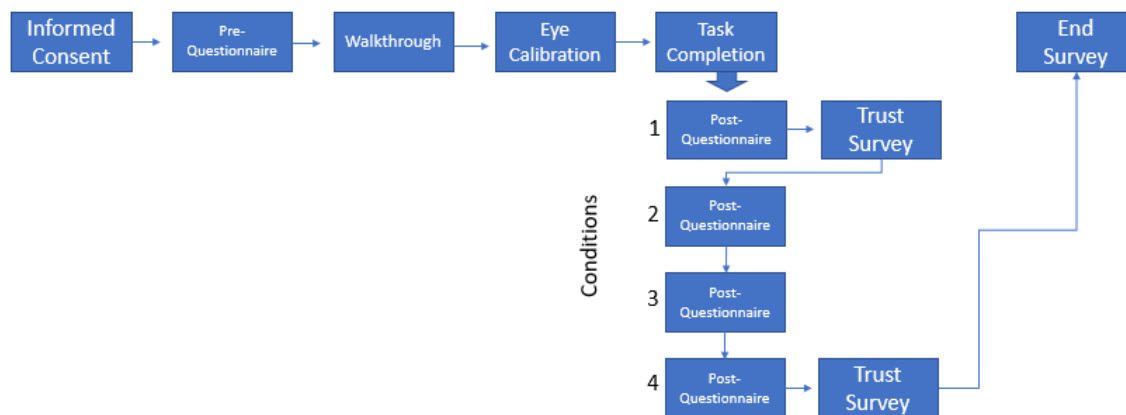 Informed
Consent
Pre-
Questionnaire
Walkthrough
Eye
Calibration
Task
Completion
End
Survey
1
Post-
Questionnaire
Trust
Survey
Conditions
2
Post-
Questionnaire
3
Post-
Questionnaire
4
Post-
Questionnaire
Trust
Survey